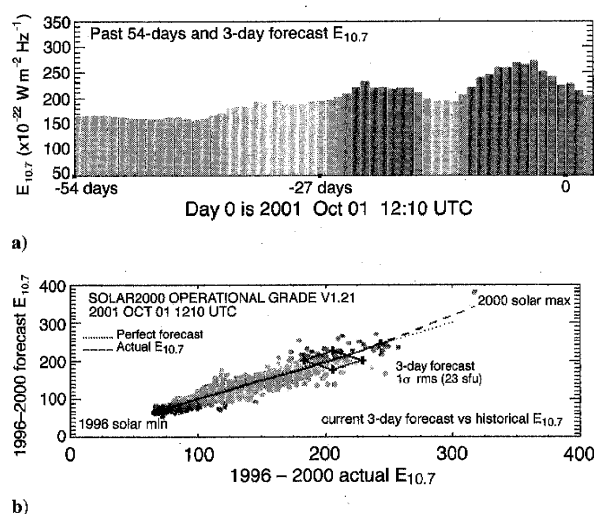 Past 54-days and 3-day forecast E10.7
E10.7 (x10⁻²² W m⁻² Hz⁻¹)
350
300
250
200
150
100
50
-54 days
-27 days
0
Day 0 is 2001 Oct 01 12:10 UTC
a)
1996-2000 forecast E10.7
400
300
200
100
0
SOLAR2000 OPERATIONAL GRADE V1.21
2001 OCT 01 1210 UTC
Perfect forecast
Actual E10.7
2000 solar max
3-day forecast
1σ rms (23 sfu)
1996 solar min
current 3-day forecast vs historical E10.7
0
100
200
300
400
1996 - 2000 actual E10.7
b)